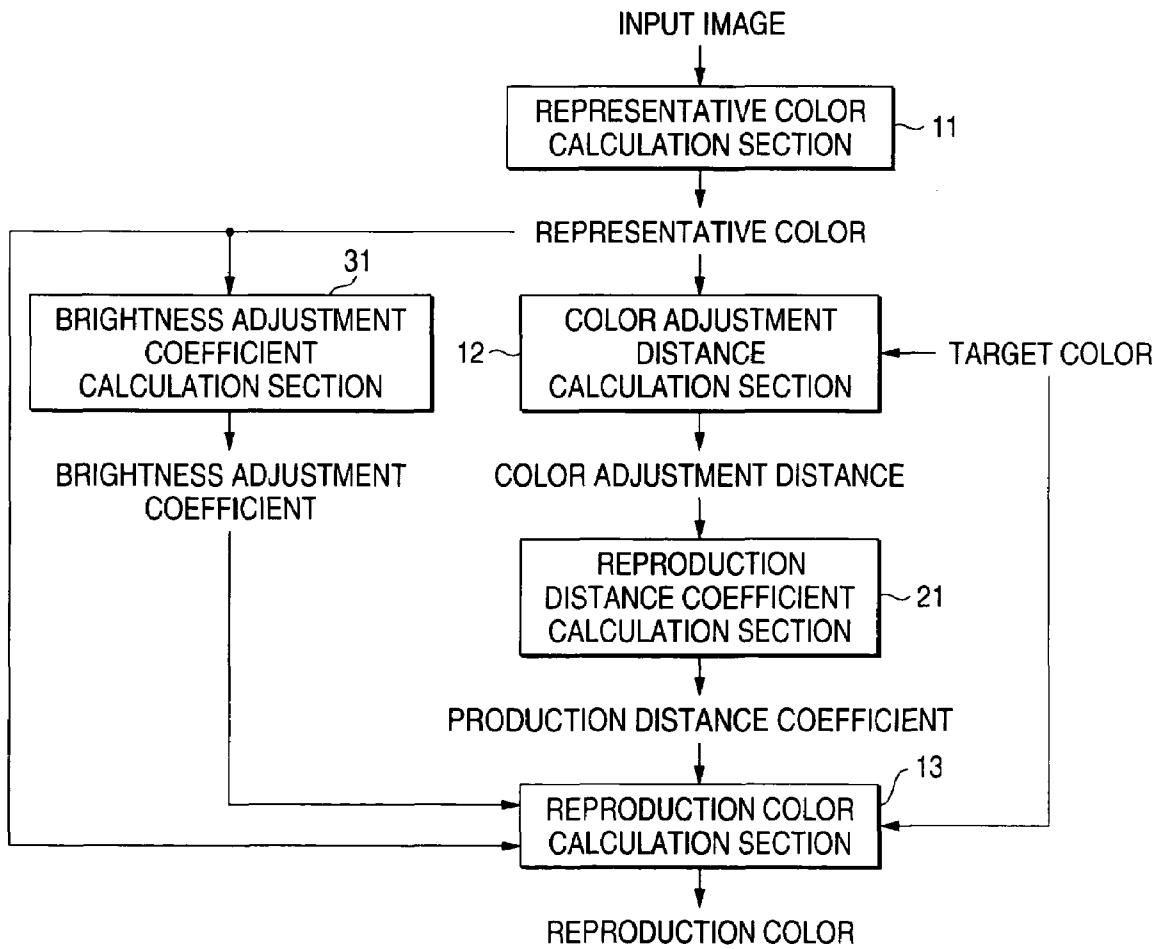 INPUT IMAGE
REPRESENTATIVE COLOR
CALCULATION SECTION
11
REPRESENTATIVE COLOR
31
BRIGHTNESS ADJUSTMENT
COEFFICIENT
CALCULATION SECTION
12
COLOR ADJUSTMENT
DISTANCE
CALCULATION SECTION
TARGET COLOR
BRIGHTNESS ADJUSTMENT
COEFFICIENT
COLOR ADJUSTMENT DISTANCE
REPRODUCTION
DISTANCE COEFFICIENT
CALCULATION SECTION
21
PRODUCTION DISTANCE COEFFICIENT
13
REPRODUCTION COLOR
CALCULATION SECTION
REPRODUCTION COLOR